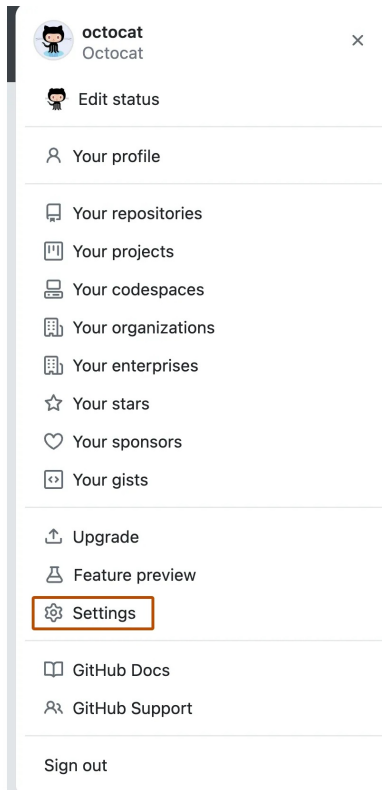 octocat
Octocat
Edit status
Your profile
Your repositories
Your projects
Your codespaces
Your organizations
Your enterprises
Your stars
Your sponsors
Your gists
Upgrade
Feature preview
Settings
GitHub Docs
GitHub Support
Sign out